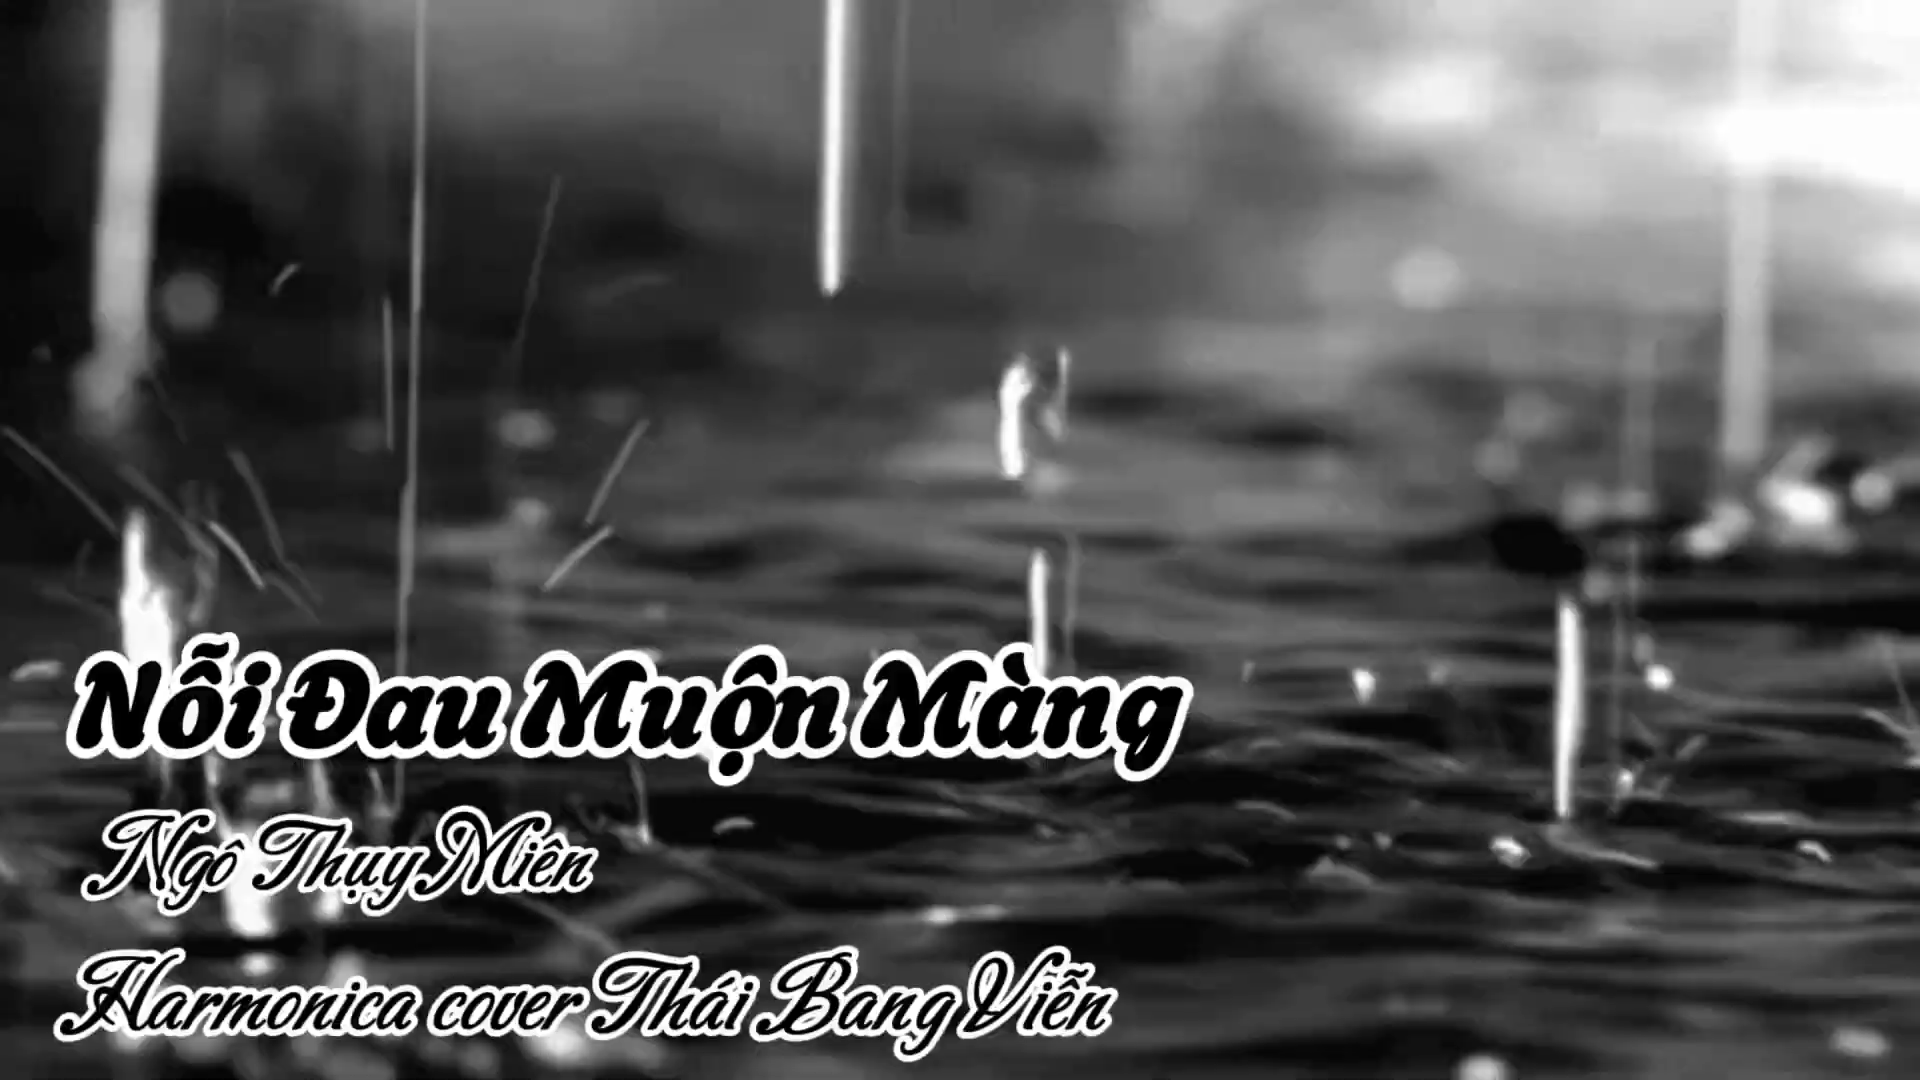 Nỗi Đau Muộn Màng
Ngô Thụy Miên
Harmonica cover Thái Bang Viễn